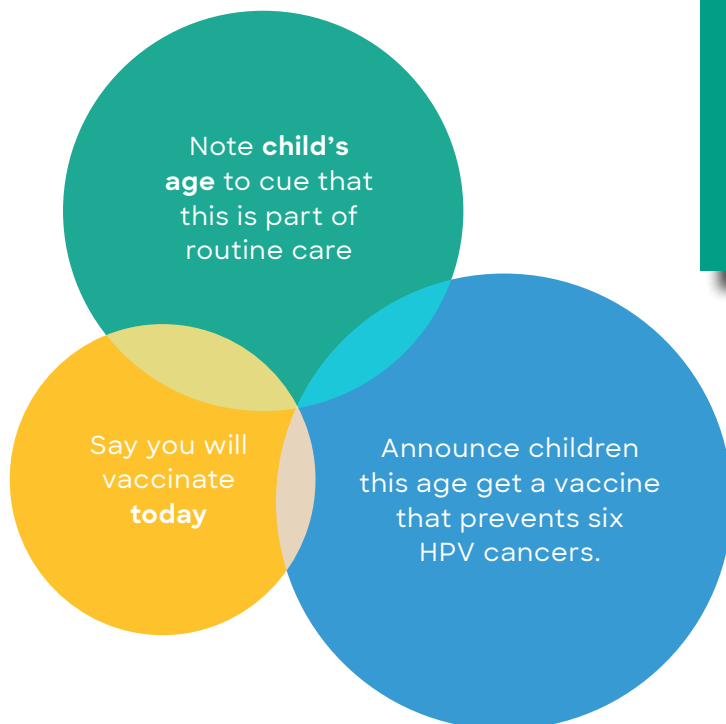 Note child’s
age to cue that
this is part of
routine care
Say you will
vaccinate
today
Announce children
this age get a vaccine
that prevents six
HPV cancers.